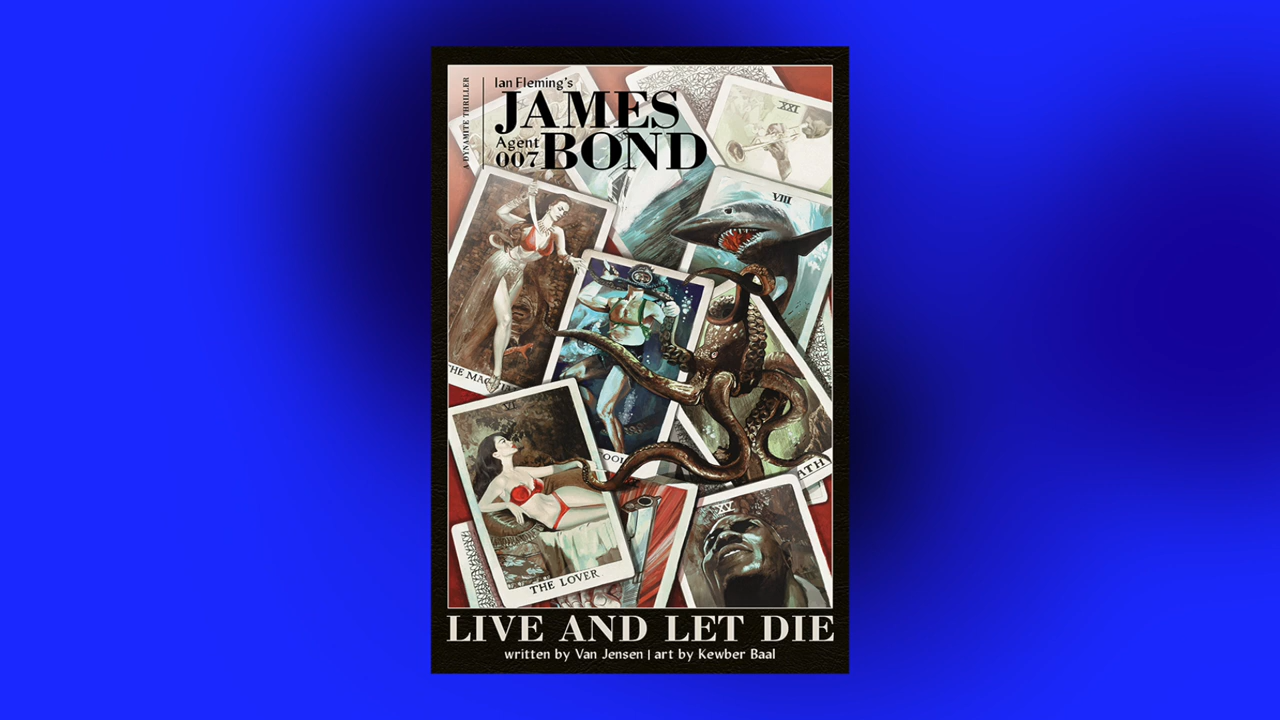 A DYNAMITE THRILLER
Ian Fleming's
JAMES
Agent
007 BOND
XXI
VIII
THE MAG
VI
OOL
ATH
XV
THE LOVER
LIVE AND LET DIE
written by Van Jensen | art by Kewber Baal